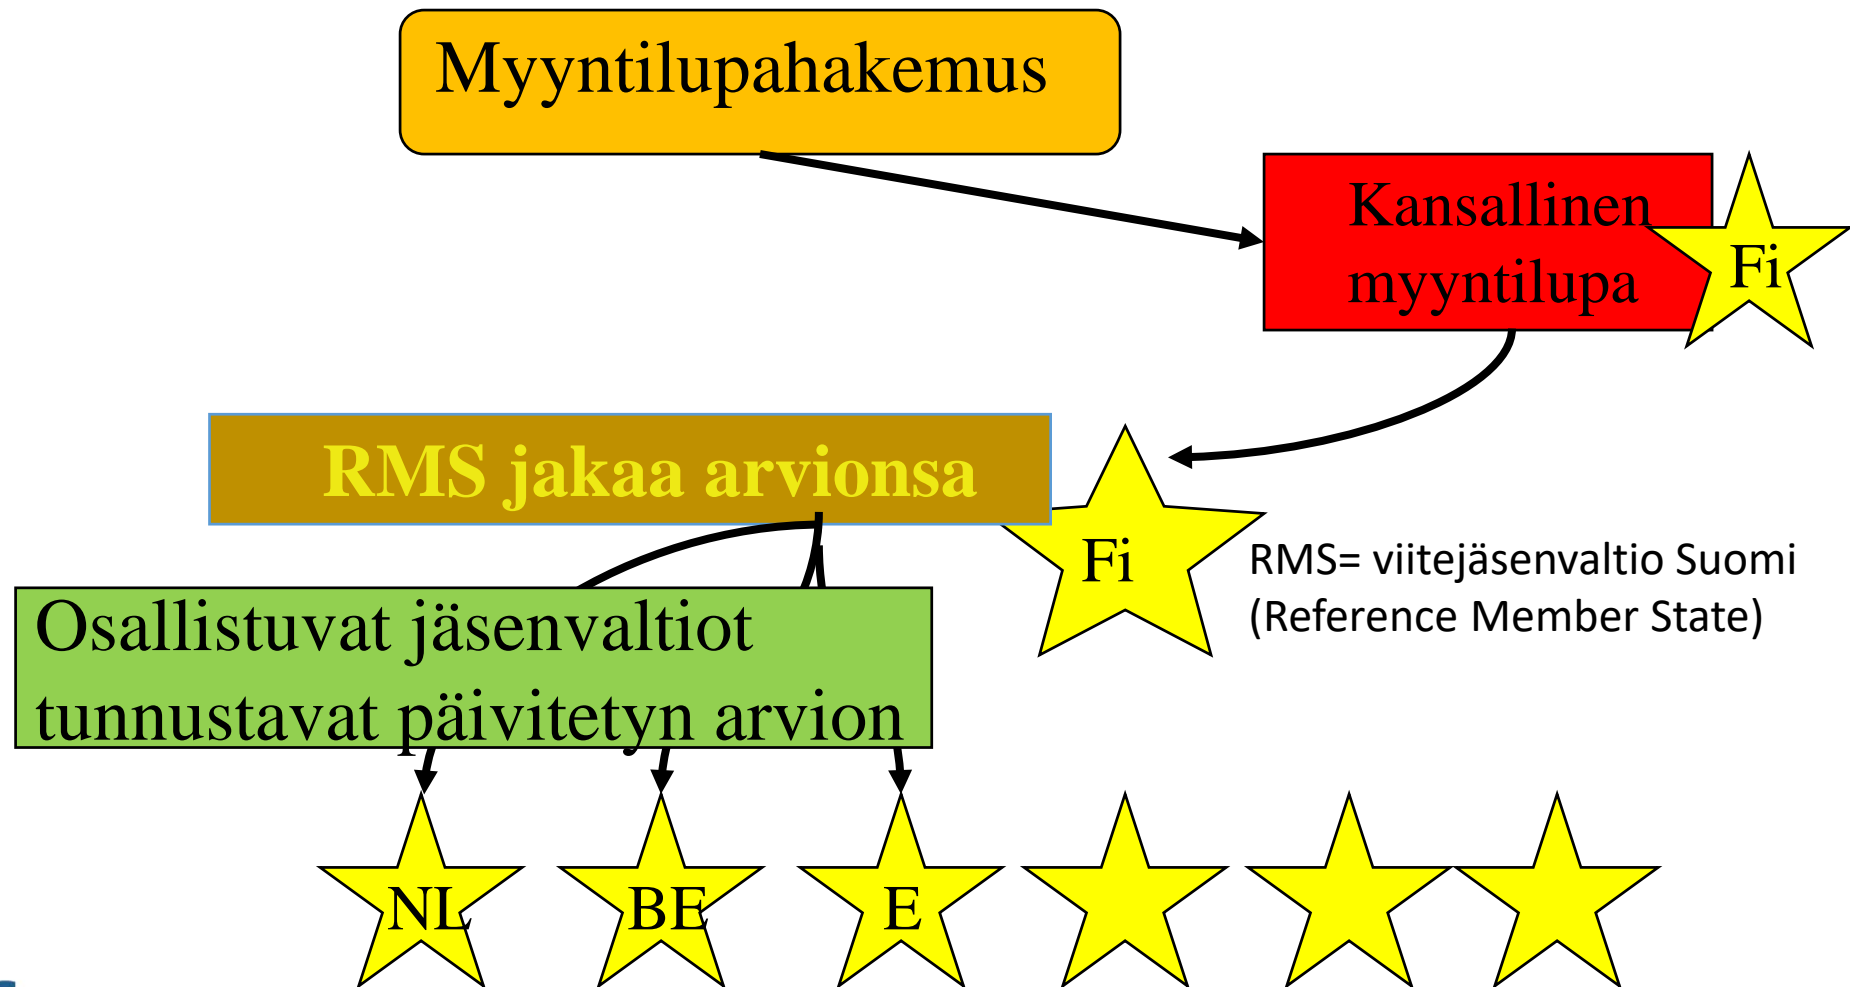 Myyntilupahakemus
Kansallinen
myyntilupa
Fi
RMS jakaa arvionsa
Fi
RMS= viitejäsenvaltio Suomi
(Reference Member State)
Osallistuvat jäsenvaltiot
tunnustavat päivitetyn arvion
NL
BE
E